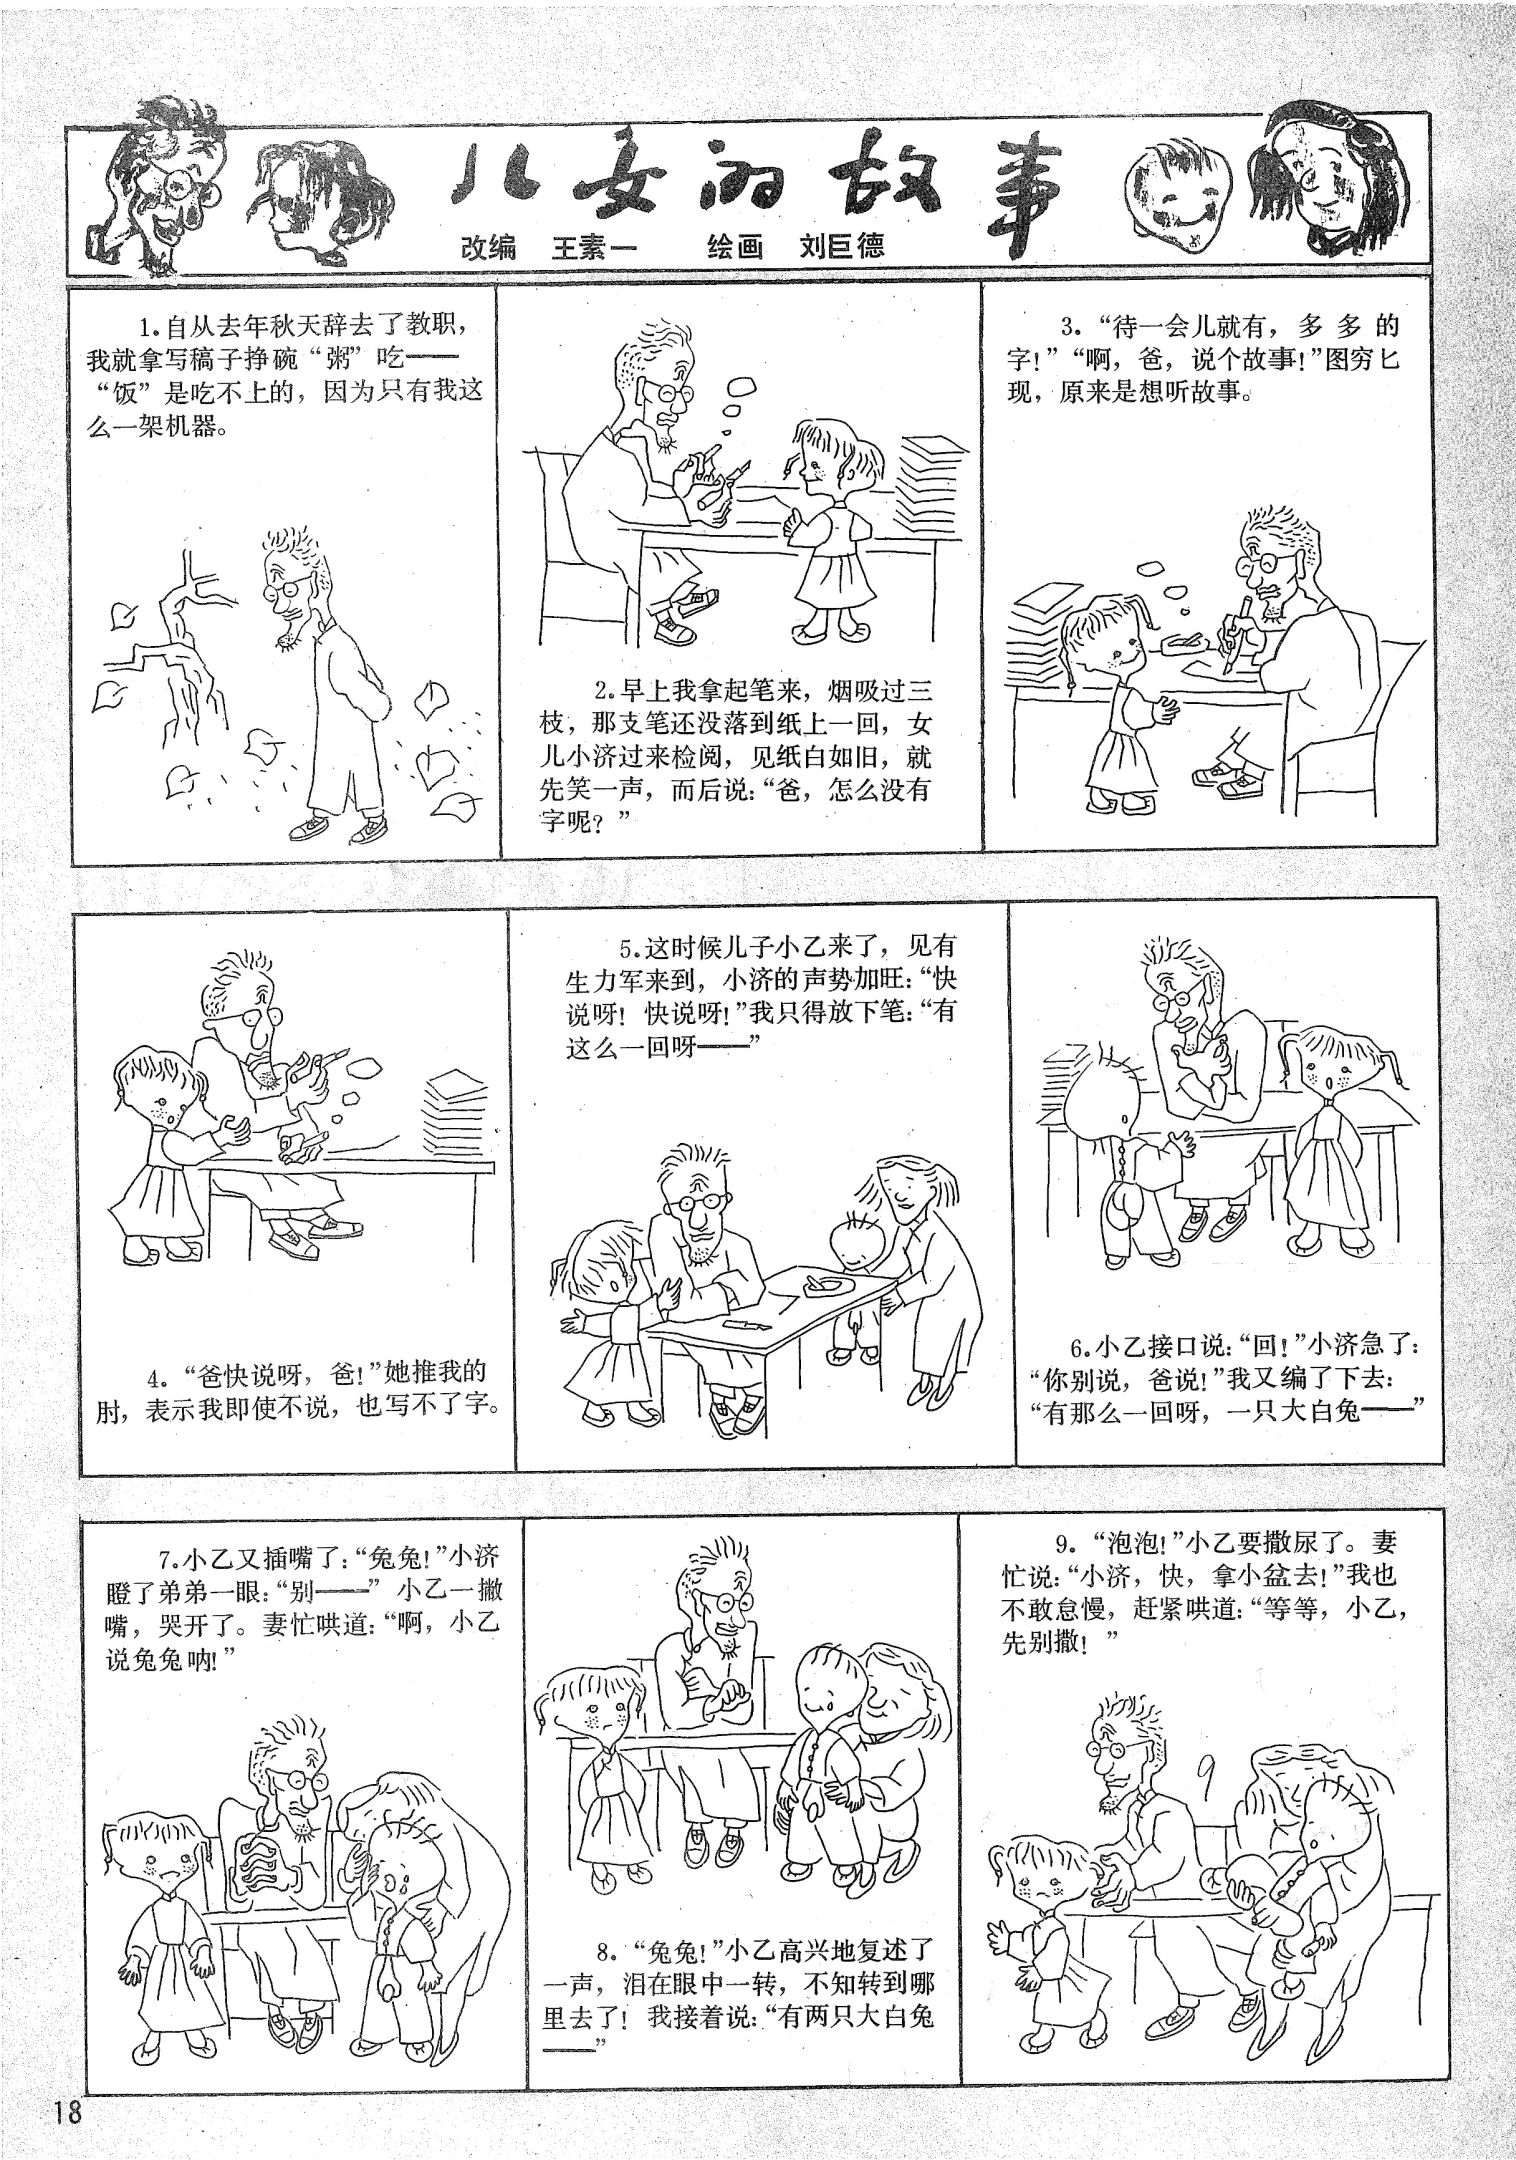 儿女的故事
改编 王素一 绘画 刘巨德
1.自从去年秋天辞去了教职，
我就拿写稿子挣碗“粥”吃——
“饭”是吃不上的，因为只有我这
么一架机器。
2.早上我拿起笔来，烟吸过三
枝，那支笔还没落到纸上一回，女
儿小济过来检阅，见纸白如旧，就
先笑一声，而后说：“爸，怎么没有
字呢？”
3.“待一会儿就有，多多的
字！”“啊，爸，说个故事！”图穷匕
现，原来是想听故事。
4.“爸快说呀，爸！”她推我的
肘，表示我即使不说，也写不了字。
5.这时候儿子小乙来了，见有
生力军来到，小济的声势加旺：“快
说呀！快说呀！”我只得放下笔：“有
这么一回呀——”
6.小乙接口说：“回！”小济急了：
“你别说，爸说！”我又编了下去：
“有那么一回呀，一只大白兔——”
7.小乙又插嘴了：“兔兔！”小济
瞪了弟弟一眼：“别——”小乙一撇
嘴，哭开了。妻忙哄道：“啊，小乙
说兔兔呐！”
8.“兔兔！”小乙高兴地复述了
一声，泪在眼中一转，不知转到哪
里去了！我接着说：“有两只大白兔
——”
9.“泡泡！”小乙要撒尿了。妻
忙说：“小济，快，拿小盆去！”我也
不敢怠慢，赶紧哄道：“等等，小乙，
先别撒！”
18